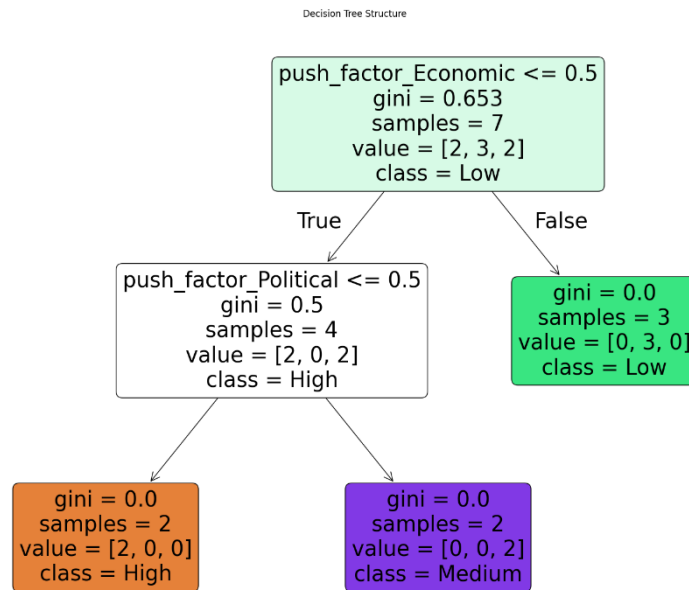 Decision Tree Structure
push_factor_Economic <= 0.5
gini = 0.653
samples = 7
value = [2, 3, 2]
class = Low
True
False
push_factor_Political <= 0.5
gini = 0.5
samples = 4
value = [2, 0, 2]
class = High
gini = 0.0
samples = 3
value = [0, 3, 0]
class = Low
gini = 0.0
samples = 2
value = [2, 0, 0]
class = High
gini = 0.0
samples = 2
value = [0, 0, 2]
class = Medium